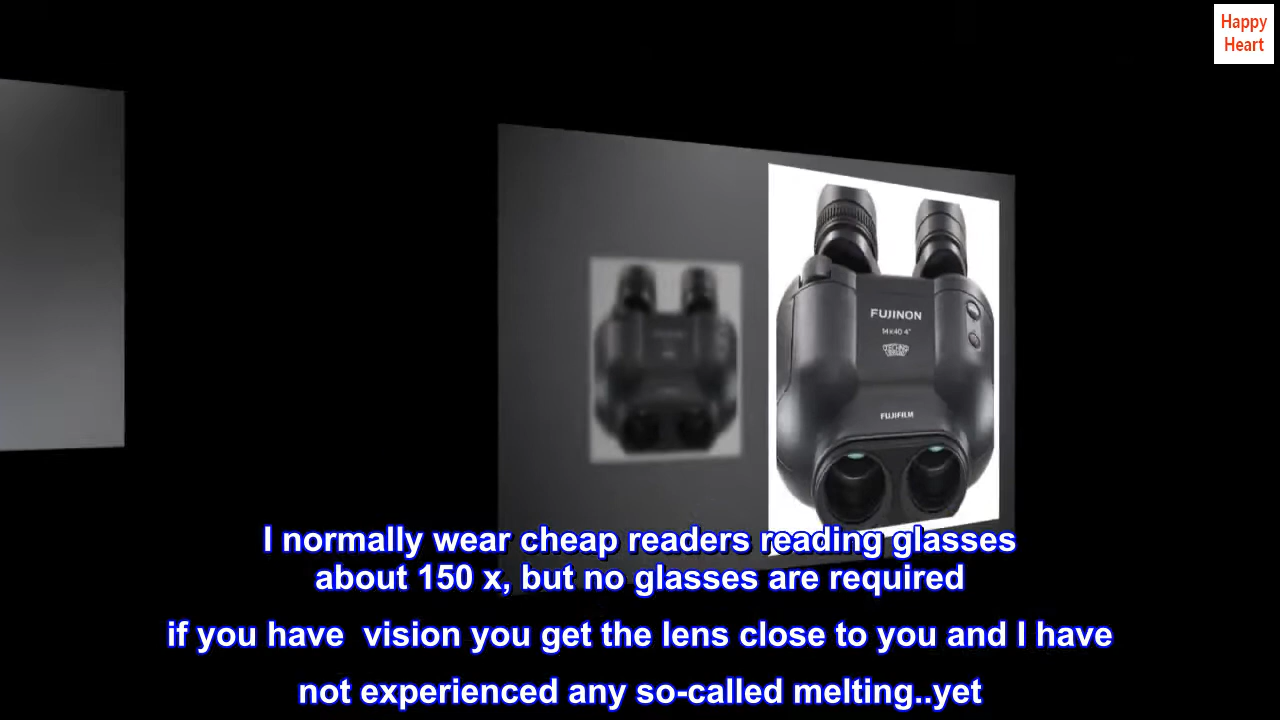 Happy
Heart
FUJINON
14x40 4°
TECHNO
FUJIFILM
I normally wear cheap readers reading glasses
about 150 x, but no glasses are required
if you have  vision you get the lens close to you and I have
not experienced any so-called melting..yet